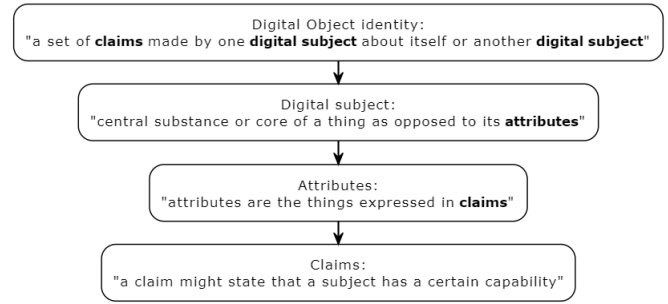 Digital Object identity:
"a set of claims made by one digital subject about itself or another digital subject"
Digital subject:
"central substance or core of a thing as opposed to its attributes"
Attributes:
"attributes are the things expressed in claims"
Claims:
"a claim might state that a subject has a certain capability"